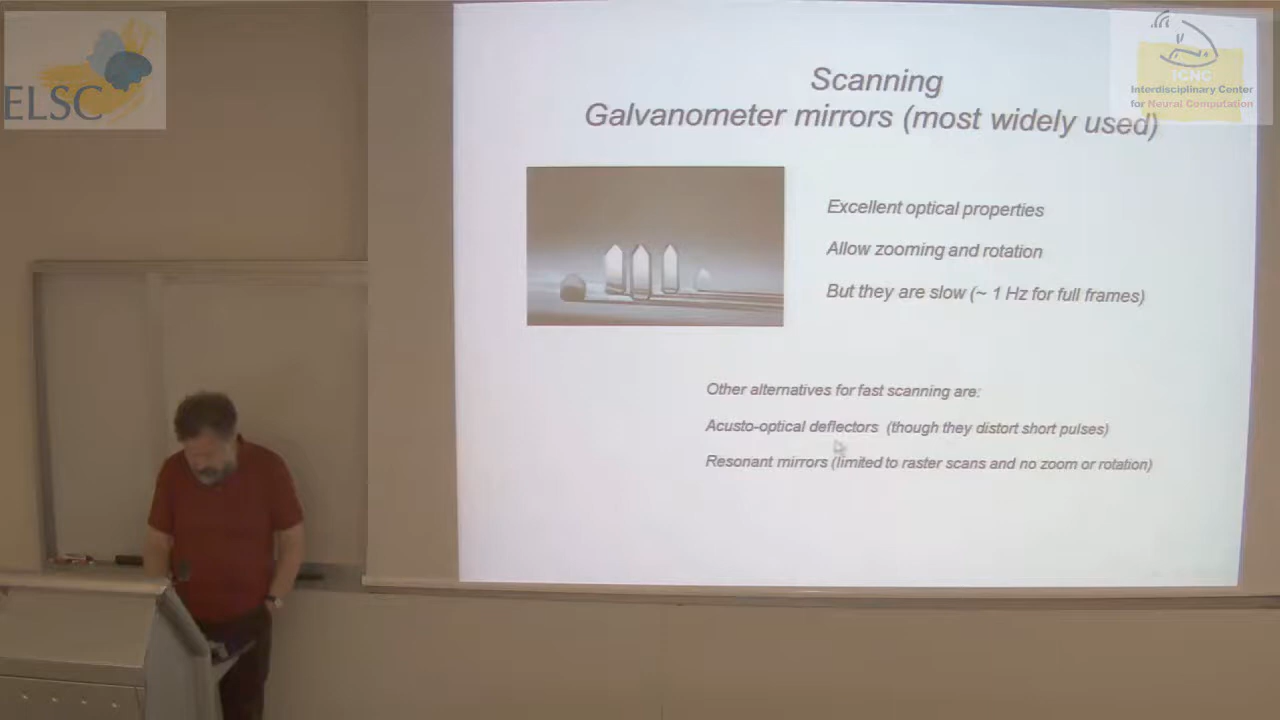 ELSC
ICNC
Interdisciplinary Center
for Neural Computation
Scanning
Galvanometer mirrors (most widely used)
Excellent optical properties
Allow zooming and rotation
But they are slow (~ 1 Hz for full frames)
Other alternatives for fast scanning are:
Acusto-optical deflectors (though they distort short pulses)
Resonant mirrors (limited to raster scans and no zoom or rotation)